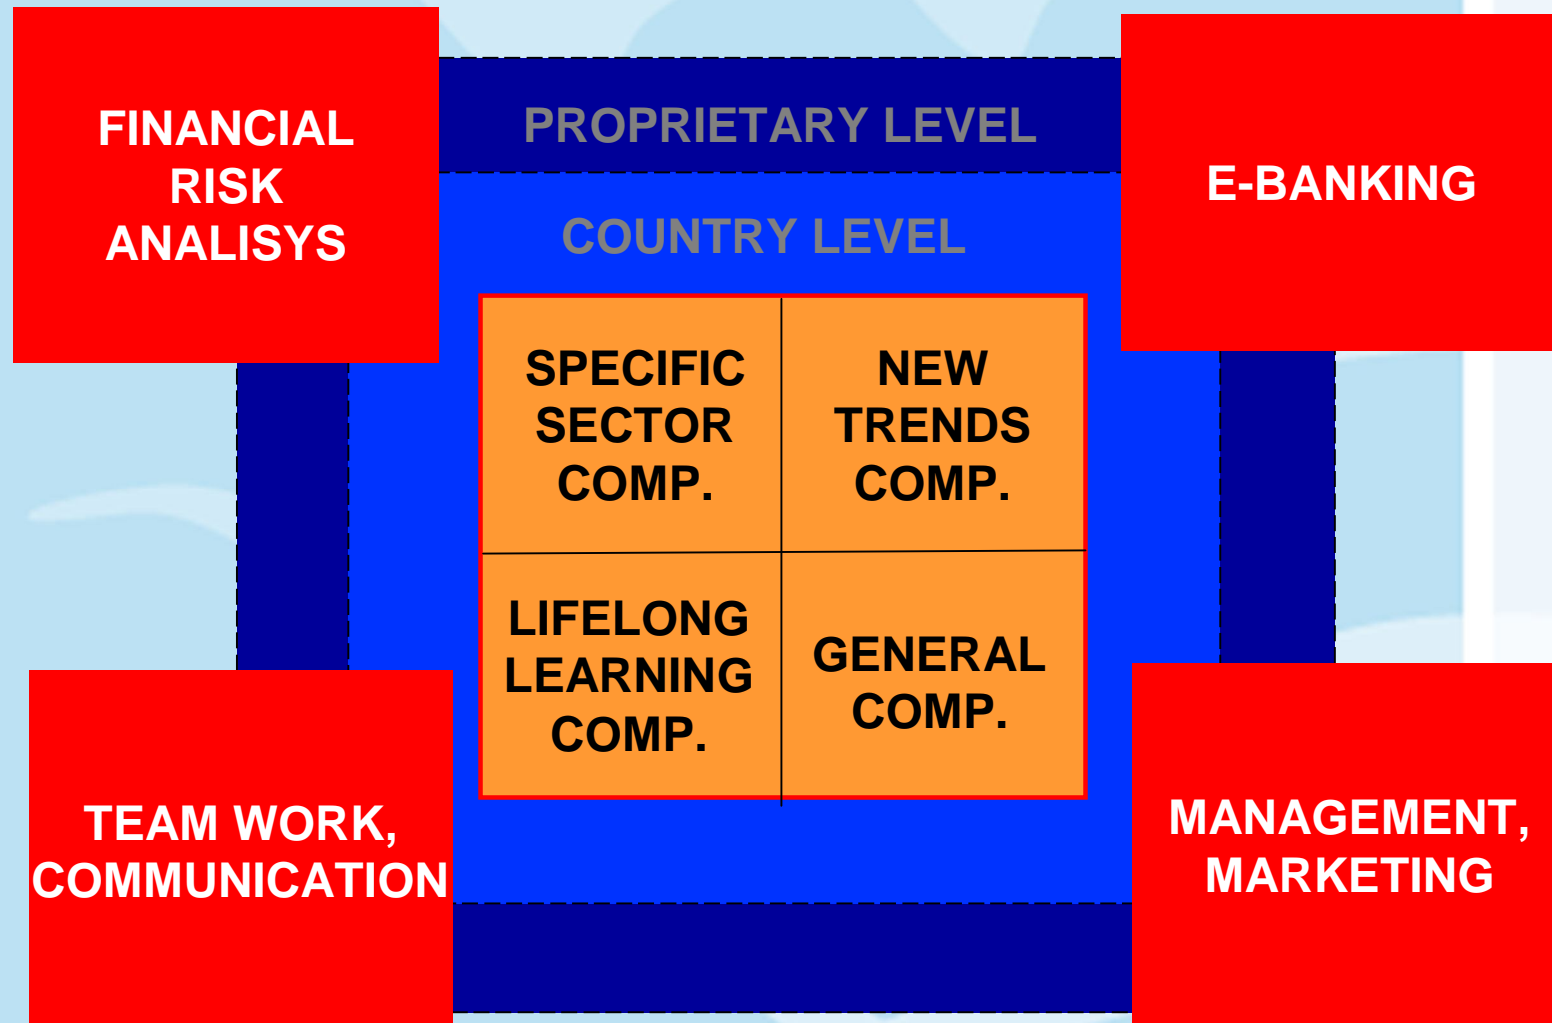 FINANCIAL
RISK
ANALISYS
PROPRIETARY LEVEL
E-BANKING
COUNTRY LEVEL
SPECIFIC
SECTOR
COMP.
NEW
TRENDS
COMP.
LIFELONG
LEARNING
COMP.
GENERAL
COMP.
TEAM WORK,
COMMUNICATION
MANAGEMENT,
MARKETING